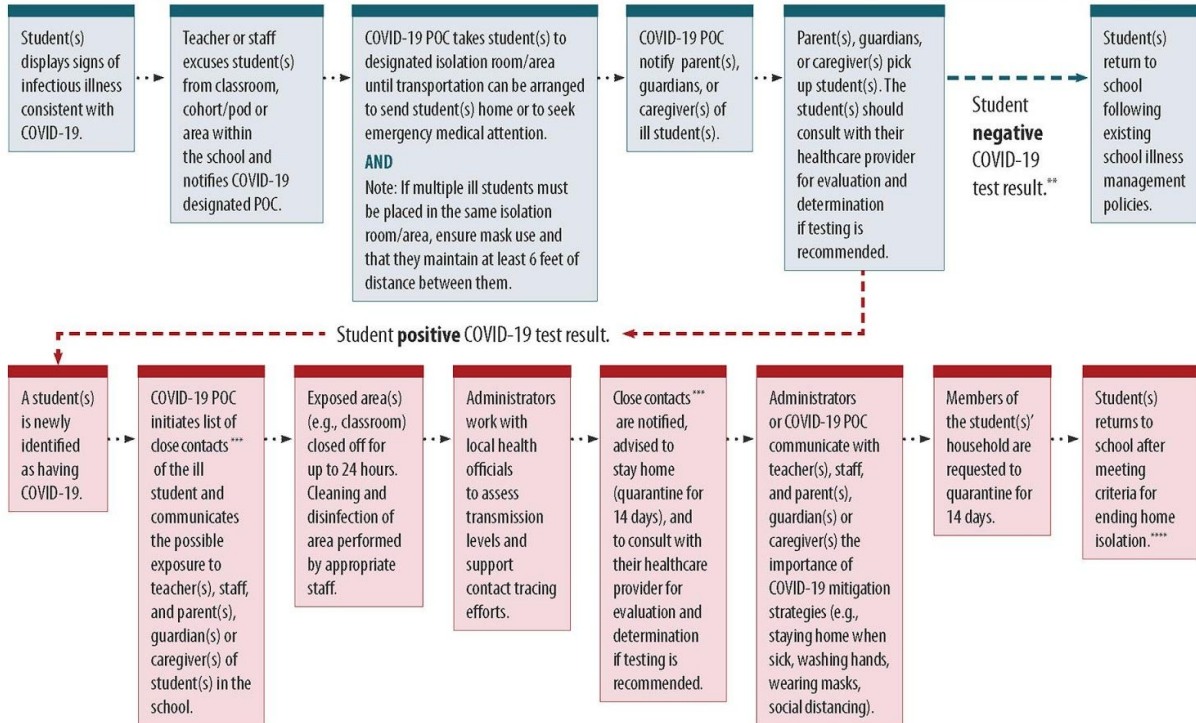 Student(s)
displays signs of
infectious illness
consistent with
COVID-19.
Teacher or staff
excuses student(s)
from classroom,
cohort/pod or
area within
the school and
notifies COVID-19
designated POC.
COVID-19 POC takes student(s) to
designated isolation room/area
until transportation can be arranged
to send student(s) home or to seek
emergency medical attention.
AND
Note: If multiple ill students must
be placed in the same isolation
room/area, ensure mask use and
that they maintain at least 6 feet of
distance between them.
COVID-19 POC
notify parent(s),
guardians, or
caregiver(s) of
ill student(s).
Parent(s), guardians,
or caregiver(s) pick
up student(s). The
student(s) should
consult with their
healthcare provider
for evaluation and
determination
if testing is
recommended.
Student
negative
COVID-19
test result.**
Student(s)
return to
school
following
existing
school illness
management
policies.
Student positive COVID-19 test result.
A student(s)
is newly
identified
as having
COVID-19.
COVID-19 POC
initiates list of
close contacts***
of the ill
student and
communicates
the possible
exposure to
teacher(s), staff,
and parent(s),
guardian(s) or
caregiver(s) of
student(s) in the
school.
Exposed area(s)
(e.g., classroom)
closed off for
up to 24 hours.
Cleaning and
disinfection of
area performed
by appropriate
staff.
Administrators
work with
local health
officials
to assess
transmission
levels and
support
contact tracing
efforts.
Close contacts***
are notified,
advised to
stay home
(quarantine for
14 days), and
to consult with
their healthcare
provider for
evaluation and
determination
if testing is
recommended.
Administrators
or COVID-19 POC
communicate with
teacher(s), staff,
and parent(s),
guardian(s) or
caregiver(s) the
importance of
COVID-19 mitigation
strategies (e.g.,
staying home when
sick, washing hands,
wearing masks,
social distancing).
Members of
the student(s)'
household are
requested to
quarantine for
14 days.
Student(s)
returns to
school after
meeting
criteria for
ending home
isolation.****